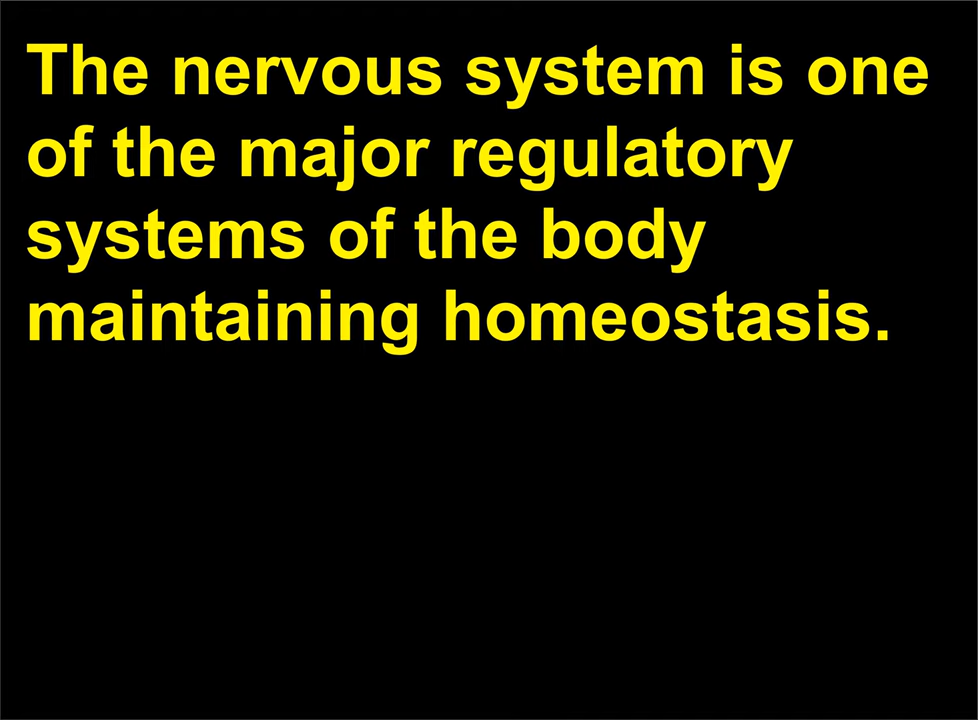 The nervous system is one
of the major regulatory
systems of the body
maintaining homeostasis.